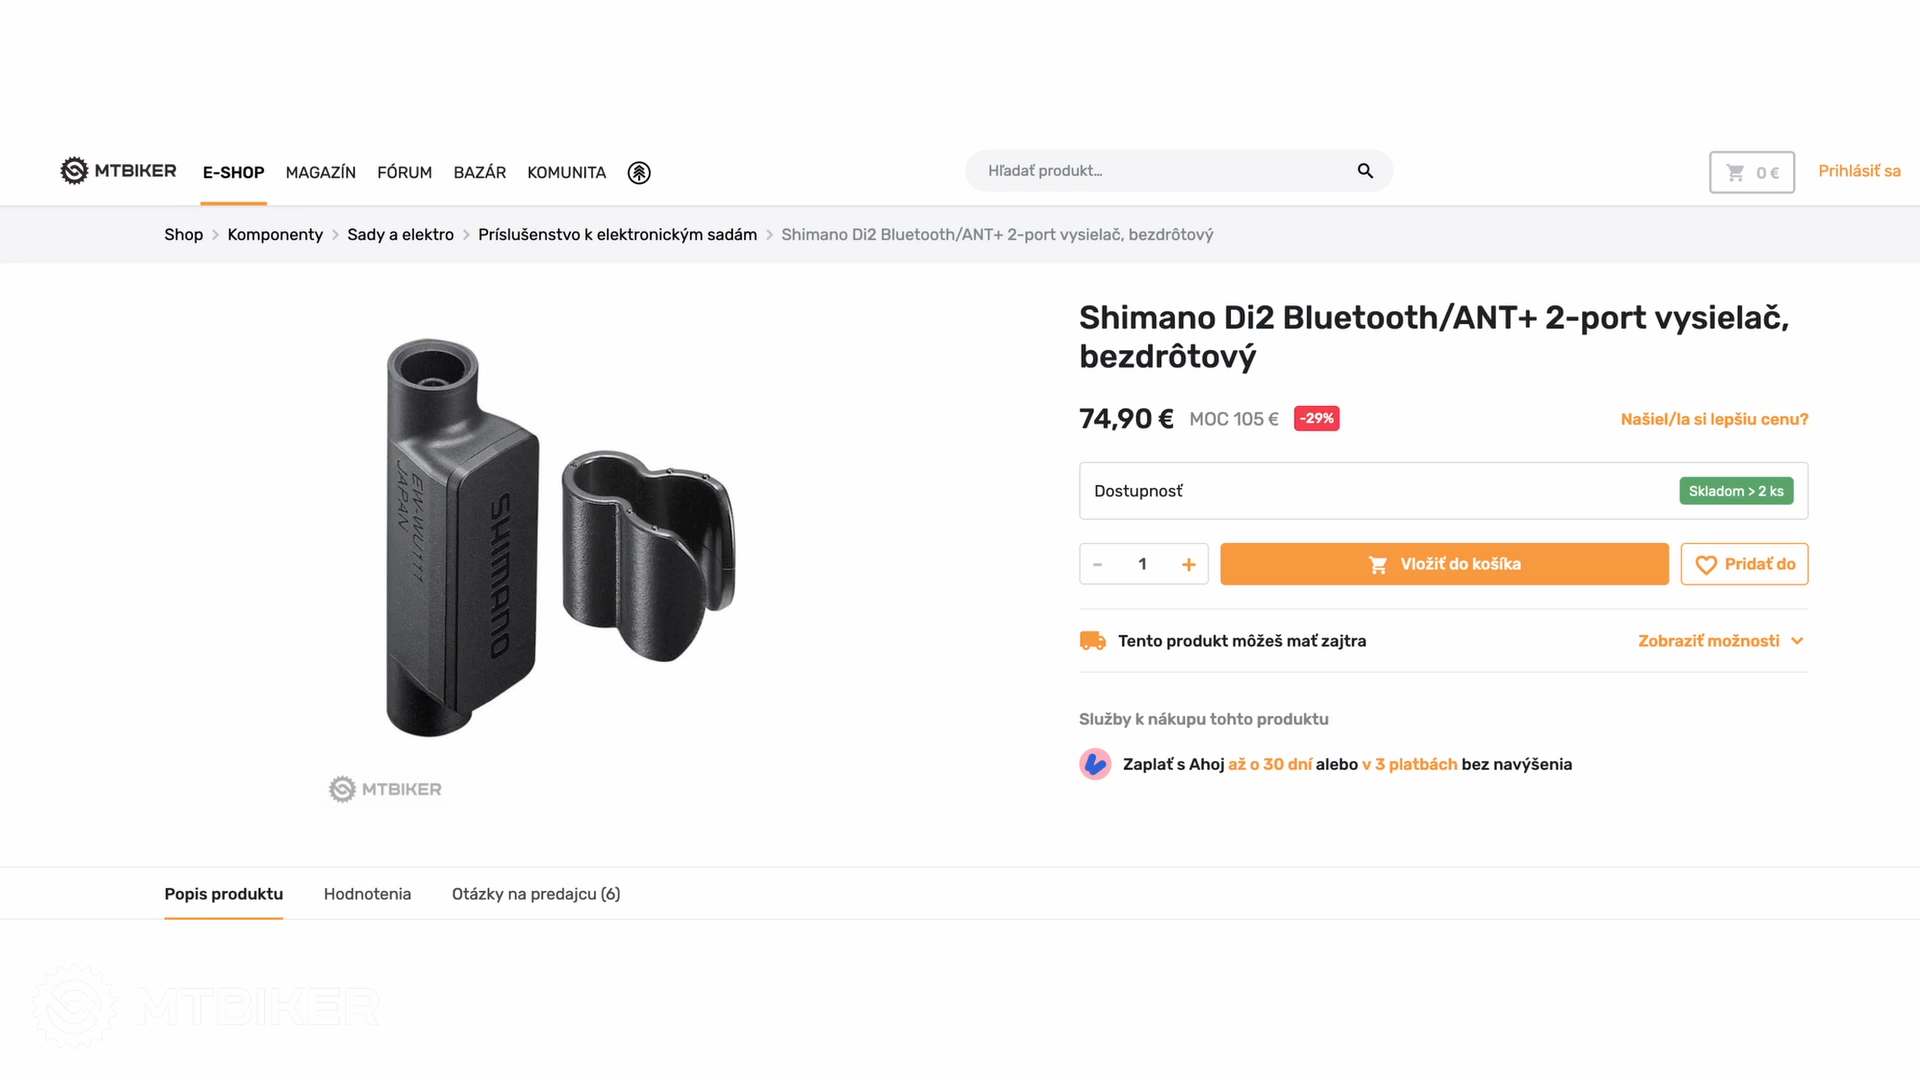 MTBIKER E-SHOP MAGAZÍN FÓRUM BAZÁR KOMUNITA Hľadať produkt... 0 € Prihlásiť sa
Shop Komponenty Sady a elektro Príslušenstvo k elektronickým sadám Shimano Di2 Bluetooth/ANT+ 2-port vysielač, bezdrôtový
EW-WU111
JAPAN
SHIMANO
MTBIKER
Shimano Di2 Bluetooth/ANT+ 2-port vysielač,
bezdrôtový
74,90 € MOC 105 € -29% Našiel/la si lepšiu cenu?
Dostupnosť Skladom > 2 ks
- 1 + Vložiť do košíka Pridať do
Tento produkt môžeš mať zajtra Zobraziť možnosti
Služby k nákupu tohto produktu
Zaplať s Ahoj až o 30 dní alebo v 3 platbách bez navýšenia
Popis produktu Hodnotenia Otázky na predajcu (6)
MTBIKER